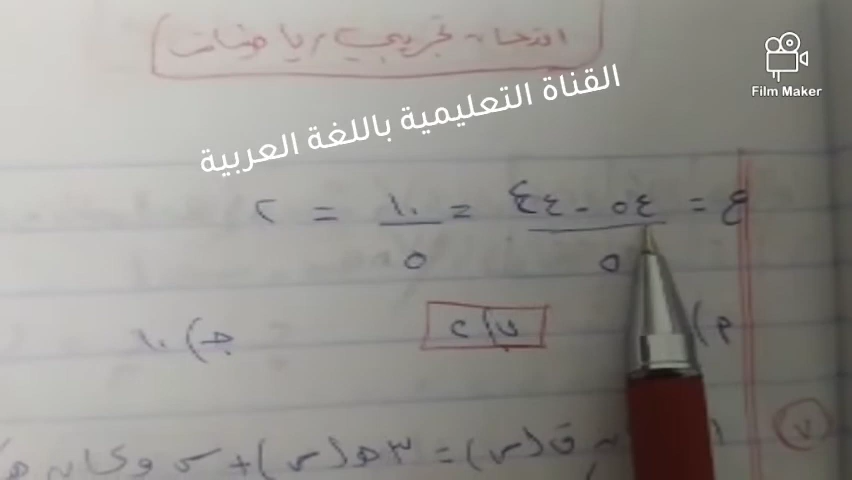 امتحان تجريبي رياضيات
Film Maker
القناة التعليمية باللغة العربية
ع = ٥٤ - ٤٤ / ٥ = ١٠ / ٥ = ٢
م) ب) ٢ جـ) ١٠
٧ ق(س) = ٣هـ(س) + س وكان